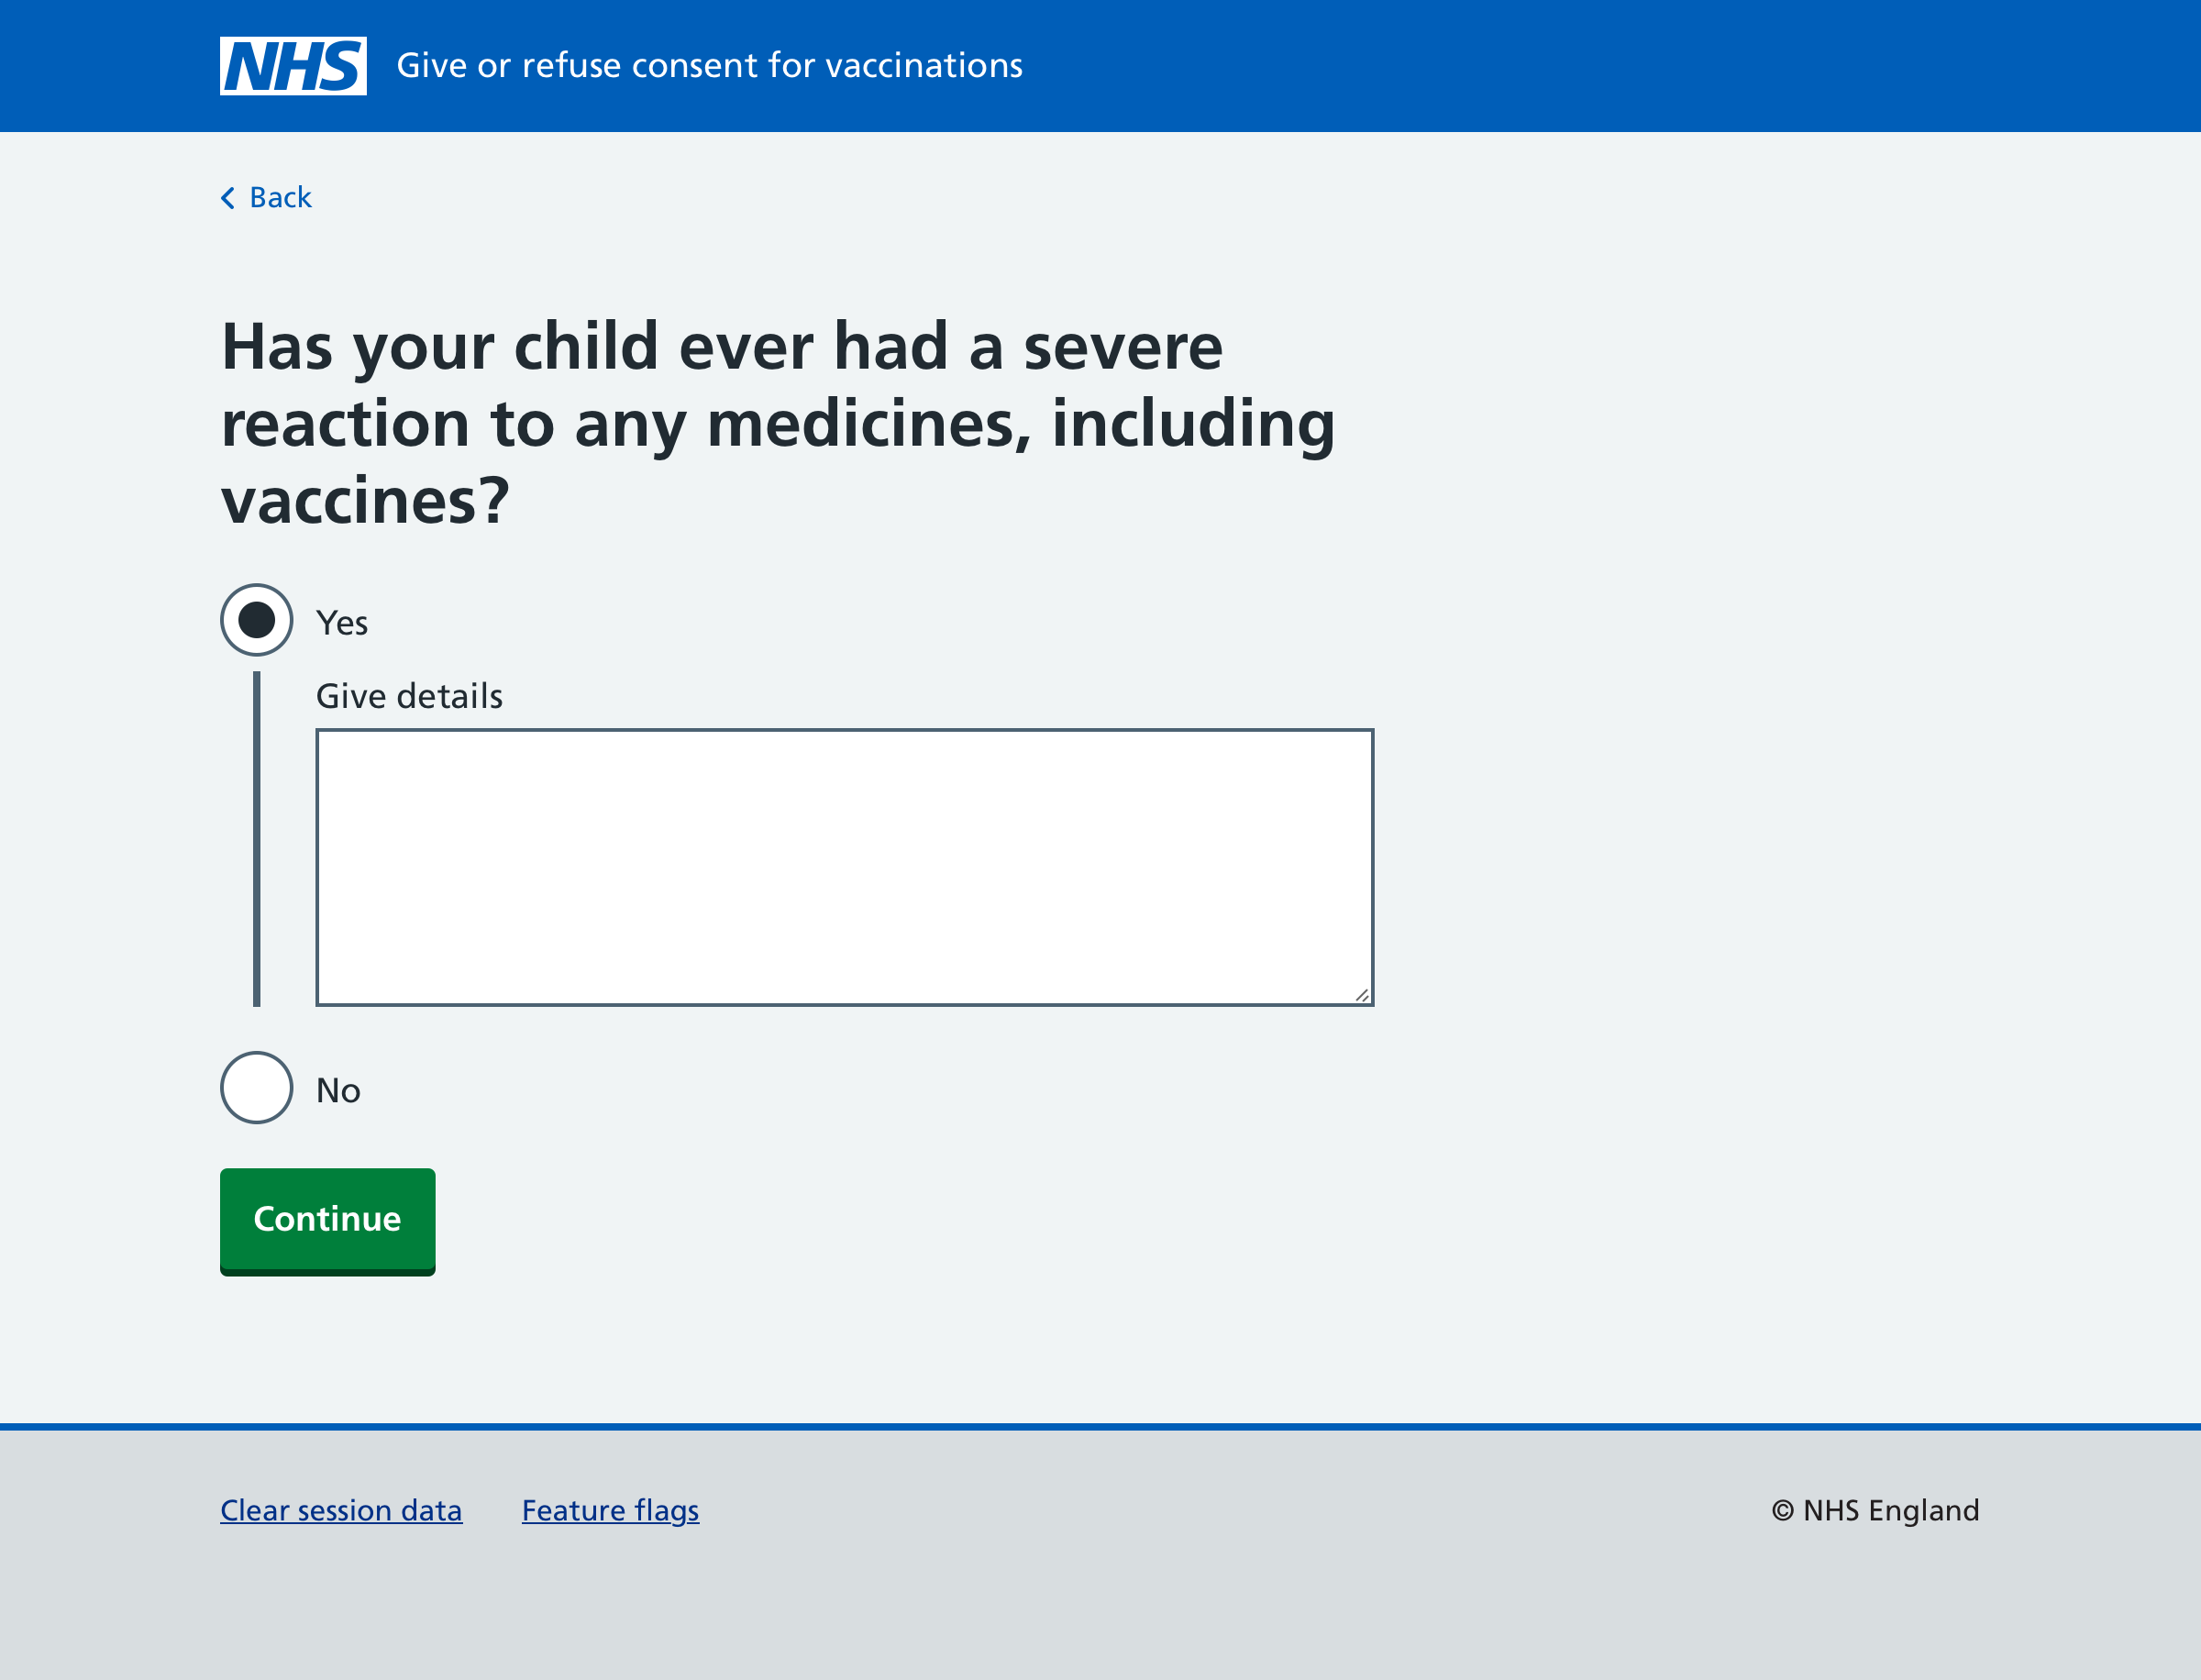 NHS Give or refuse consent for vaccinations
Back
Has your child ever had a severe
reaction to any medicines, including
vaccines?
Yes
Give details
No
Continue
Clear session data Feature flags © NHS England